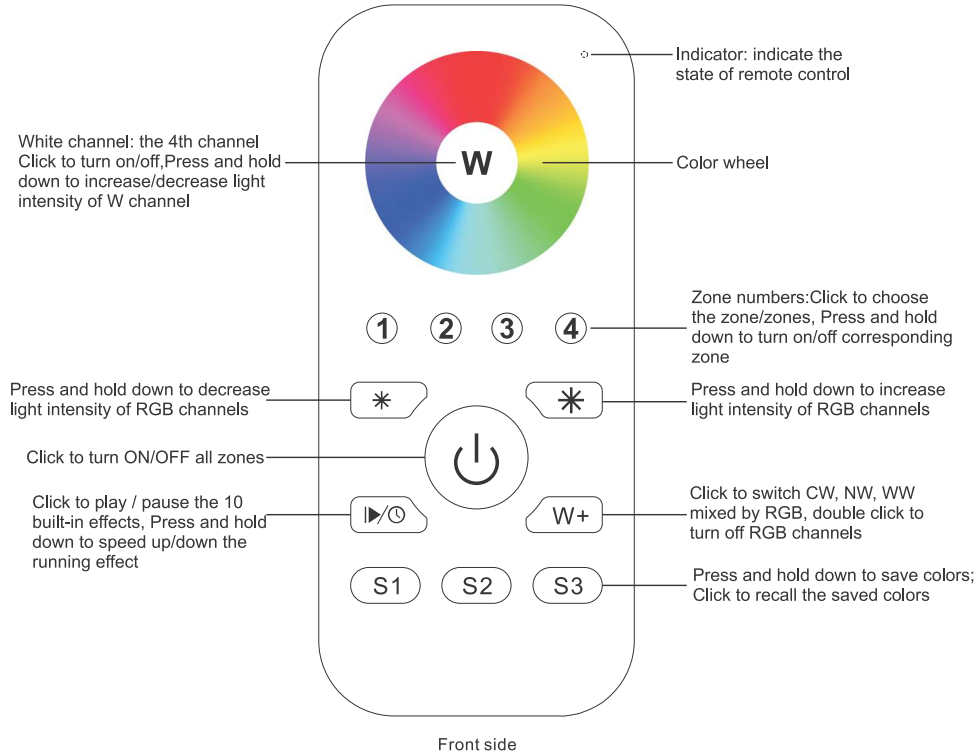 Indicator: indicate the
state of remote control
White channel: the 4th channel
Click to turn on/off,Press and hold
down to increase/decrease light
intensity of W channel
W
Color wheel
1 2 3 4
Zone numbers:Click to choose
the zone/zones, Press and hold
down to turn on/off corresponding
zone
Press and hold down to decrease
light intensity of RGB channels
Press and hold down to increase
light intensity of RGB channels
Click to turn ON/OFF all zones
Click to play / pause the 10
built-in effects, Press and hold
down to speed up/down the
running effect
W+
Click to switch CW, NW, WW
mixed by RGB, double click to
turn off RGB channels
S1 S2 S3
Press and hold down to save colors;
Click to recall the saved colors
Front side